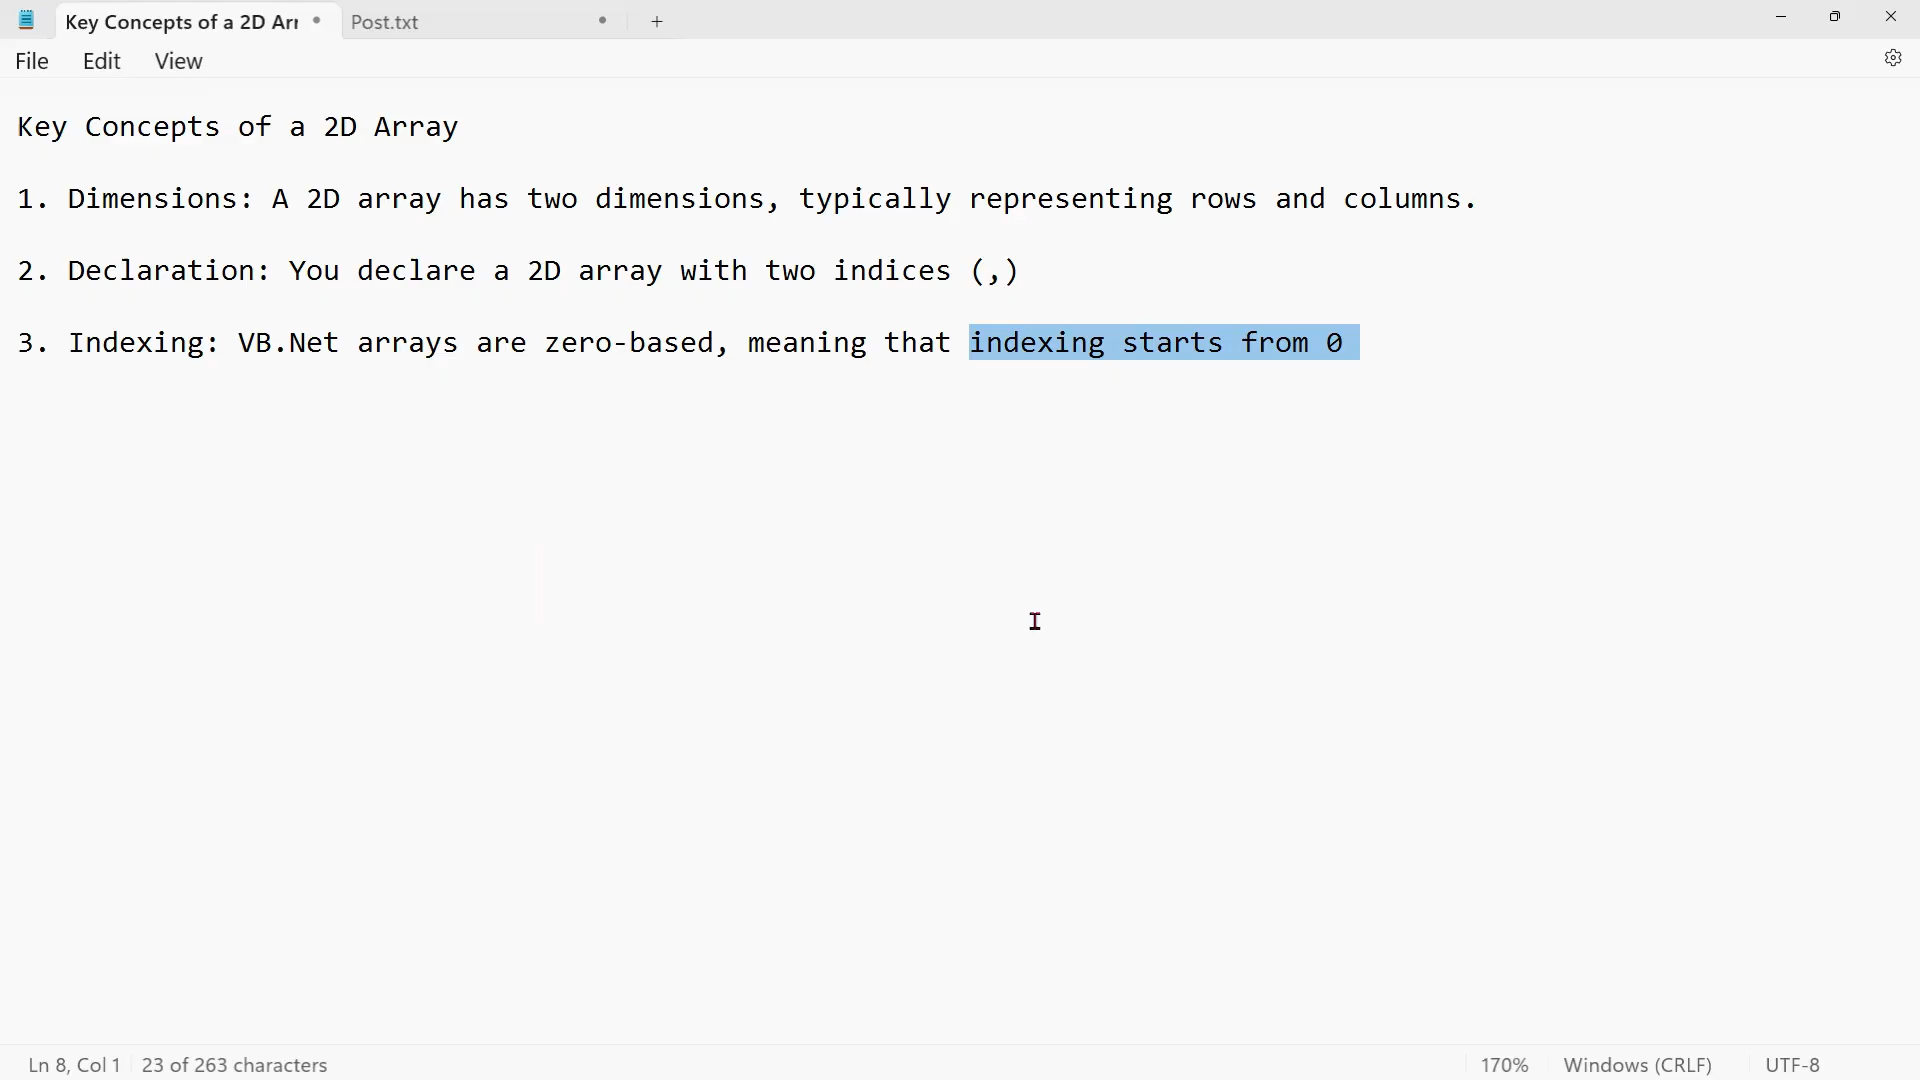 Key Concepts of a 2D Arr
Post.txt
File Edit View
Key Concepts of a 2D Array
1. Dimensions: A 2D array has two dimensions, typically representing rows and columns.
2. Declaration: You declare a 2D array with two indices (,)
3. Indexing: VB.Net arrays are zero-based, meaning that indexing starts from 0
Ln 8, Col 1 23 of 263 characters 170% Windows (CRLF) UTF-8